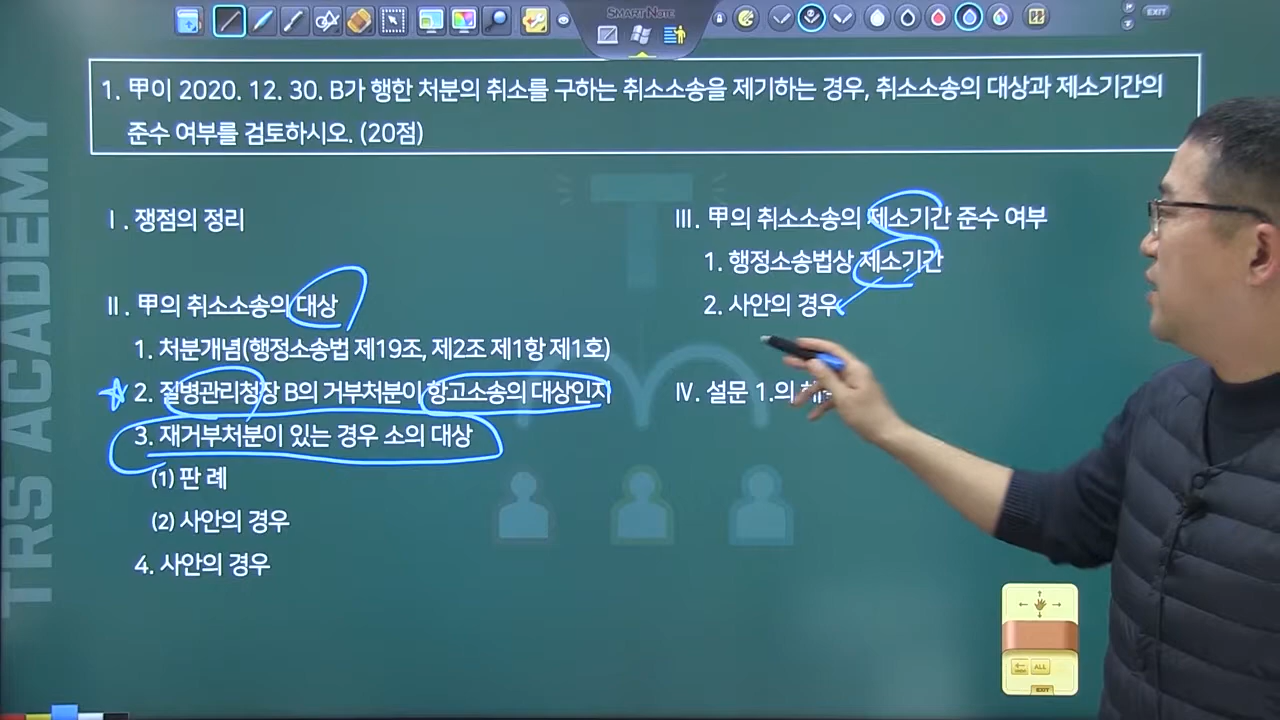 SMARTNOTE
EXIT
1. 甲이 2020. 12. 30. B가 행한 처분의 취소를 구하는 취소소송을 제기하는 경우, 취소소송의 대상과 제소기간의
준수 여부를 검토하시오. (20점)
Ⅰ. 쟁점의 정리
Ⅱ. 甲의 취소소송의 대상
1. 처분개념(행정소송법 제19조, 제2조 제1항 제1호)
2. 질병관리청장 B의 거부처분이 항고소송의 대상인지
3. 재거부처분이 있는 경우 소의 대상
(1) 판 례
(2) 사안의 경우
4. 사안의 경우
Ⅲ. 甲의 취소소송의 제소기간 준수 여부
1. 행정소송법상 제소기간
2. 사안의 경우
Ⅳ. 설문 1.의
TRS ACADEMY
ALL
EXIT